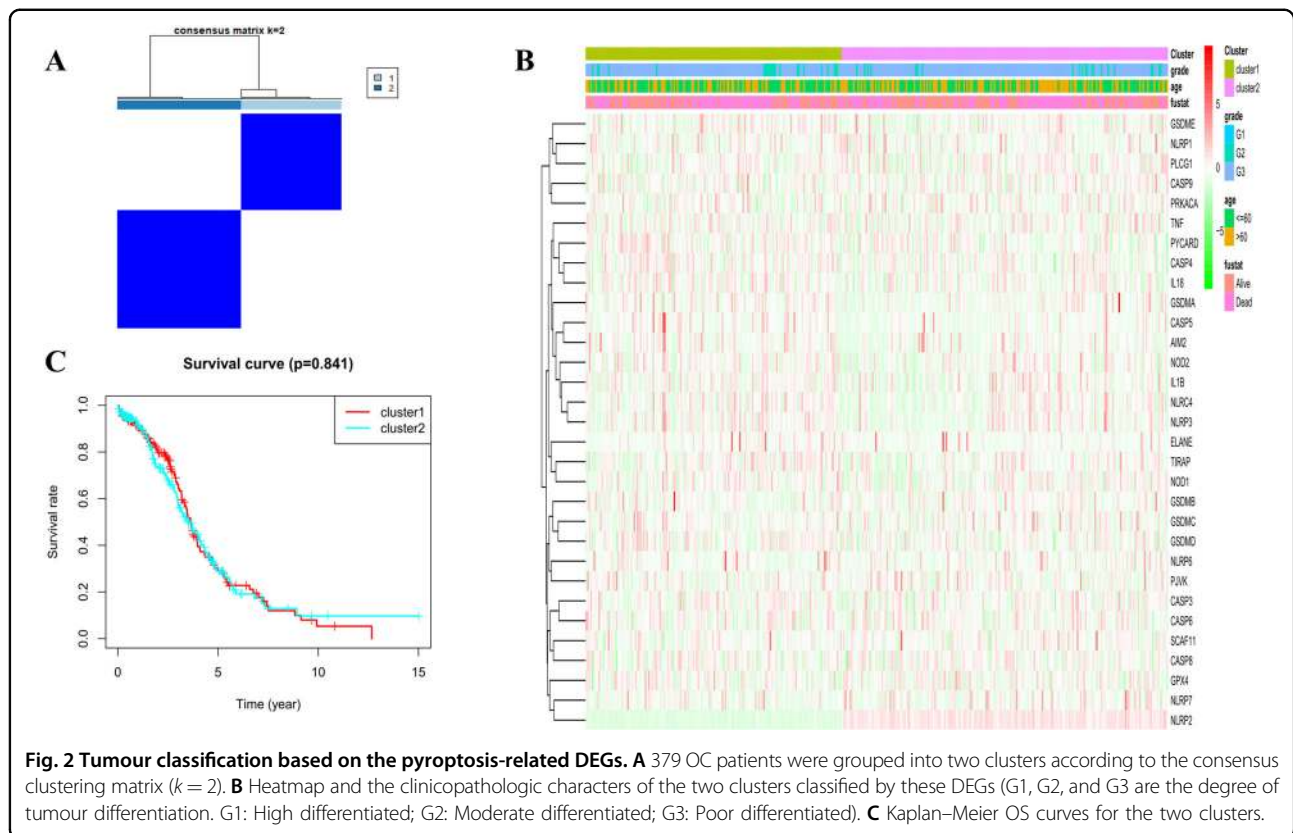 A
consensus matrix k=2
1
2
B
Cluster
grade
age
fustat
GSDME
NLRP1
PLCG1
CASP9
PRKACA
TNF
PYCARD
CASP4
IL18
GSDMA
CASP5
AIM2
NOD2
IL1B
NLRC4
NLRP3
ELANE
TIRAP
NOD1
GSDMB
GSDMC
GSDMD
NLRP6
PJVK
CASP3
CASP6
SCAF11
CASP8
GPX4
NLRP7
NLRP2
5
0
−5
Cluster
cluster1
cluster2
grade
G1
G2
G3
age
<=60
>60
fustat
Alive
Dead
C
Survival curve (p=0.841)
cluster1
cluster2
Survival rate
1.0
0.8
0.6
0.4
0.2
0.0
0 5 10 15
Time (year)
Fig. 2 Tumour classification based on the pyroptosis-related DEGs. A 379 OC patients were grouped into two clusters according to the consensus
clustering matrix (k = 2). B Heatmap and the clinicopathologic characters of the two clusters classified by these DEGs (G1, G2, and G3 are the degree of
tumour differentiation. G1: High differentiated; G2: Moderate differentiated; G3: Poor differentiated). C Kaplan–Meier OS curves for the two clusters.